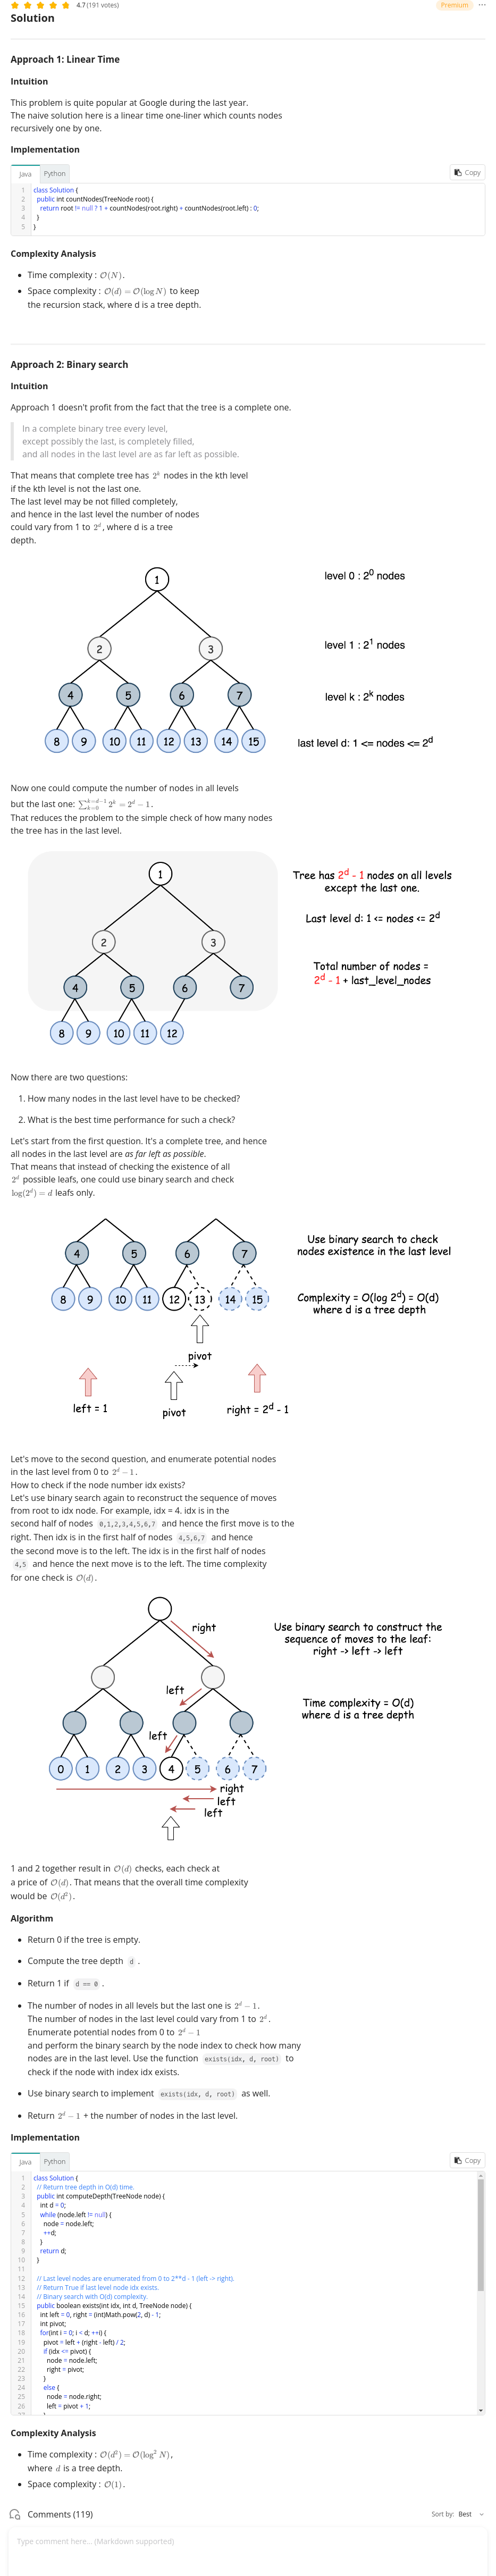 4.7 (191 votes)
Premium
Solution
Approach 1: Linear Time
Intuition
This problem is quite popular at Google during the last year.
The naive solution here is a linear time one-liner which counts nodes
recursively one by one.
Implementation
Java Python Copy
1 class Solution {
2 public int countNodes(TreeNode root) {
3 return root != null ? 1 + countNodes(root.right) + countNodes(root.left) : 0;
4 }
5 }
Complexity Analysis
• Time complexity : O(N).
• Space complexity : O(d) = O(log N) to keep
the recursion stack, where d is a tree depth.
Approach 2: Binary search
Intuition
Approach 1 doesn't profit from the fact that the tree is a complete one.
In a complete binary tree every level,
except possibly the last, is completely filled,
and all nodes in the last level are as far left as possible.
That means that complete tree has 2^k nodes in the kth level
if the kth level is not the last one.
The last level may be not filled completely,
and hence in the last level the number of nodes
could vary from 1 to 2^d, where d is a tree
depth.
1 level 0 : 2^0 nodes
2 3 level 1 : 2^1 nodes
4 5 6 7 level k : 2^k nodes
8 9 10 11 12 13 14 15 last level d: 1 <= nodes <= 2^d
Now one could compute the number of nodes in all levels
but the last one: ∑_{k=0}^{k=d−1} 2^k = 2^d − 1.
That reduces the problem to the simple check of how many nodes
the tree has in the last level.
1
2 3
4 5 6 7
8 9 10 11 12
Tree has 2^d - 1 nodes on all levels
except the last one.
Last level d: 1 <= nodes <= 2^d
Total number of nodes =
2^d - 1 + last_level_nodes
Now there are two questions:
1. How many nodes in the last level have to be checked?
2. What is the best time performance for such a check?
Let's start from the first question. It's a complete tree, and hence
all nodes in the last level are as far left as possible.
That means that instead of checking the existence of all
2^d possible leafs, one could use binary search and check
log(2^d) = d leafs only.
4 5 6 7
8 9 10 11 12 13 14 15
Use binary search to check
nodes existence in the last level
Complexity = O(log 2^d) = O(d)
where d is a tree depth
pivot
left = 1
pivot
right = 2^d - 1
Let's move to the second question, and enumerate potential nodes
in the last level from 0 to 2^d − 1.
How to check if the node number idx exists?
Let's use binary search again to reconstruct the sequence of moves
from root to idx node. For example, idx = 4. idx is in the
second half of nodes 0,1,2,3,4,5,6,7 and hence the first move is to the
right. Then idx is in the first half of nodes 4,5,6,7 and hence
the second move is to the left. The idx is in the first half of nodes
4,5 and hence the next move is to the left. The time complexity
for one check is O(d).
right
left
left
0 1 2 3 4 5 6 7
right
left
left
Use binary search to construct the
sequence of moves to the leaf:
right -> left -> left
Time complexity = O(d)
where d is a tree depth
1 and 2 together result in O(d) checks, each check at
a price of O(d). That means that the overall time complexity
would be O(d^2).
Algorithm
• Return 0 if the tree is empty.
• Compute the tree depth d .
• Return 1 if d == 0 .
• The number of nodes in all levels but the last one is 2^d − 1.
The number of nodes in the last level could vary from 1 to 2^d.
Enumerate potential nodes from 0 to 2^d − 1
and perform the binary search by the node index to check how many
nodes are in the last level. Use the function exists(idx, d, root) to
check if the node with index idx exists.
• Use binary search to implement exists(idx, d, root) as well.
• Return 2^d − 1 + the number of nodes in the last level.
Implementation
Java Python Copy
1 class Solution {
2 // Return tree depth in O(d) time.
3 public int computeDepth(TreeNode node) {
4 int d = 0;
5 while (node.left != null) {
6 node = node.left;
7 ++d;
8 }
9 return d;
10 }
11
12 // Last level nodes are enumerated from 0 to 2**d - 1 (left -> right).
13 // Return True if last level node idx exists.
14 // Binary search with O(d) complexity.
15 public boolean exists(int idx, int d, TreeNode node) {
16 int left = 0, right = (int)Math.pow(2, d) - 1;
17 int pivot;
18 for(int i = 0; i < d; ++i) {
19 pivot = left + (right - left) / 2;
20 if (idx <= pivot) {
21 node = node.left;
22 right = pivot;
23 }
24 else {
25 node = node.right;
26 left = pivot + 1;
Complexity Analysis
• Time complexity : O(d^2) = O(log^2 N),
where d is a tree depth.
• Space complexity : O(1).
Comments (119) Sort by: Best
Type comment here... (Markdown supported)